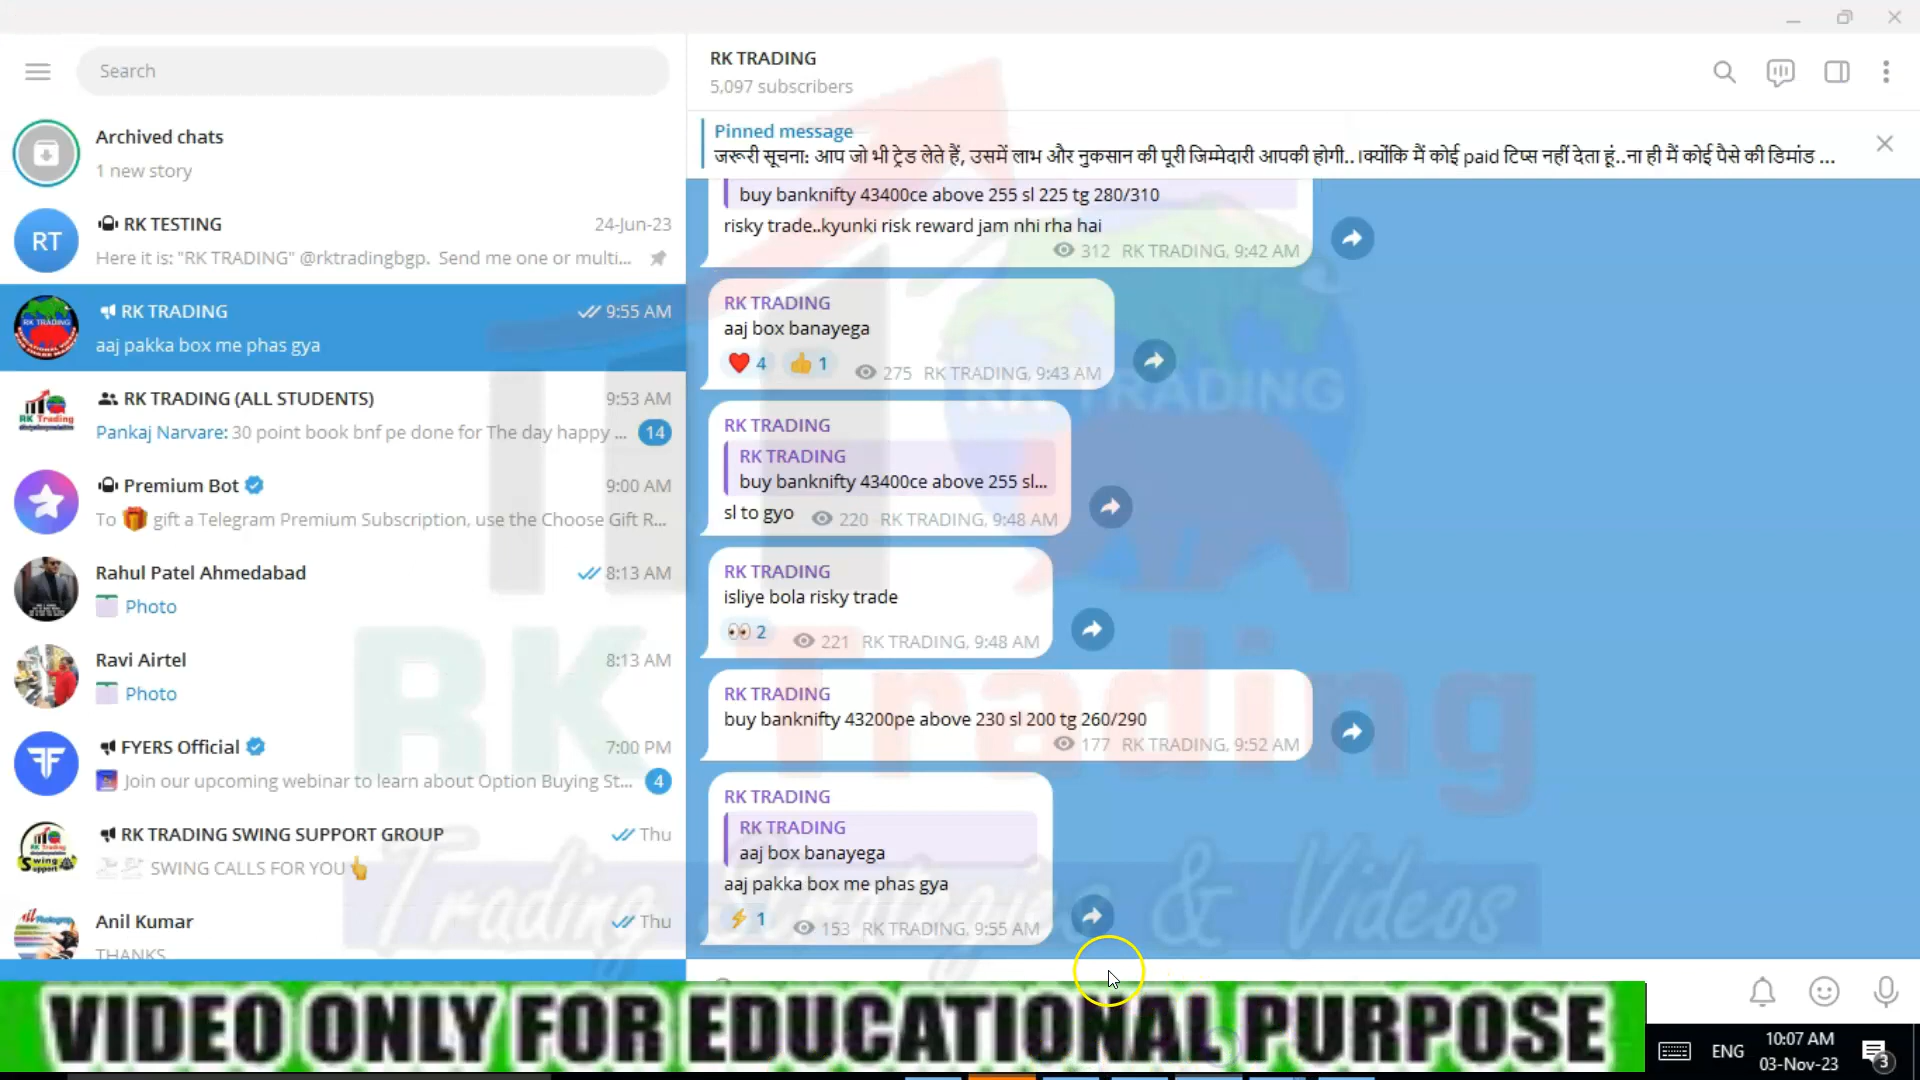 Search
Archived chats
1 new story
RT
RK TESTING
24-Jun-23
Here it is: "RK TRADING" @rktradingbgp. Send me one or multi...
RK TRADING
9:55 AM
aaj pakka box me phas gya
RK TRADING (ALL STUDENTS)
9:53 AM
Pankaj Narvare: 30 point book bnf pe done for The day happy ...
14
Premium Bot
9:00 AM
To 🎁 gift a Telegram Premium Subscription, use the Choose Gift R...
Rahul Patel Ahmedabad
8:13 AM
Photo
Ravi Airtel
8:13 AM
Photo
FYERS Official
7:00 PM
Join our upcoming webinar to learn about Option Buying St...
4
RK TRADING SWING SUPPORT GROUP
Thu
SWING CALLS FOR YOU👆
Anil Kumar
Thu
THANKS
RK TRADING
5,097 subscribers
Pinned message
जरूरी सूचना: आप जो भी ट्रेड लेते हैं, उसमें लाभ और नुकसान की पूरी जिम्मेदारी आपकी होगी..।क्योंकि मैं कोई paid टिप्स नहीं देता हूं..ना ही मैं कोई पैसे की डिमांड ...
buy banknifty 43400ce above 255 sl 225 tg 280/310
risky trade..kyunki risk reward jam nhi rha hai
312 RK TRADING, 9:42 AM
RK TRADING
aaj box banayega
❤️ 4 👍 1 275 RK TRADING, 9:43 AM
RK TRADING
RK TRADING
buy banknifty 43400ce above 255 sl...
sl to gyo 220 RK TRADING, 9:48 AM
RK TRADING
isliye bola risky trade
👀 2 221 RK TRADING, 9:48 AM
RK TRADING
buy banknifty 43200pe above 230 sl 200 tg 260/290
177 RK TRADING, 9:52 AM
RK TRADING
RK TRADING
aaj box banayega
aaj pakka box me phas gya
⚡ 1 153 RK TRADING, 9:55 AM
RK TRADING
RK Trading
Trading Strategies & Videos
VIDEO ONLY FOR EDUCATIONAL PURPOSE
ENG
10:07 AM
03-Nov-23
3